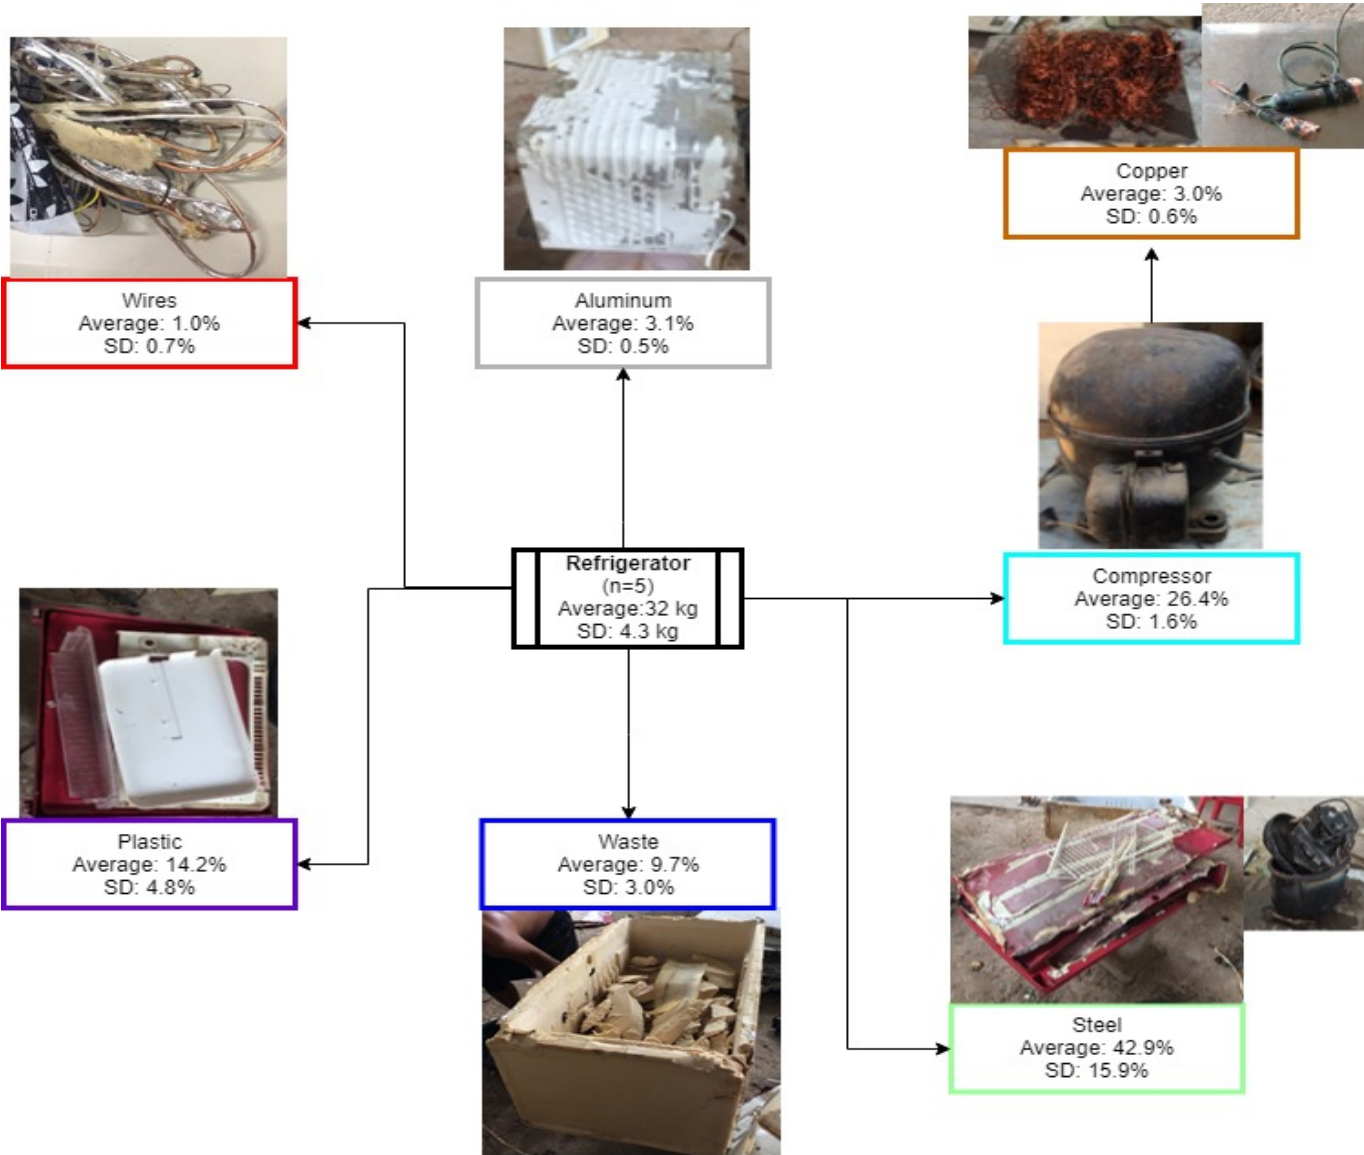 Copper
Average: 3.0%
SD: 0.6%
Wires
Average: 1.0%
SD: 0.7%
Aluminum
Average: 3.1%
SD: 0.5%
Refrigerator
(n=5)
Average:32 kg
SD: 4.3 kg
Compressor
Average: 26.4%
SD: 1.6%
Plastic
Average: 14.2%
SD: 4.8%
Waste
Average: 9.7%
SD: 3.0%
Steel
Average: 42.9%
SD: 15.9%